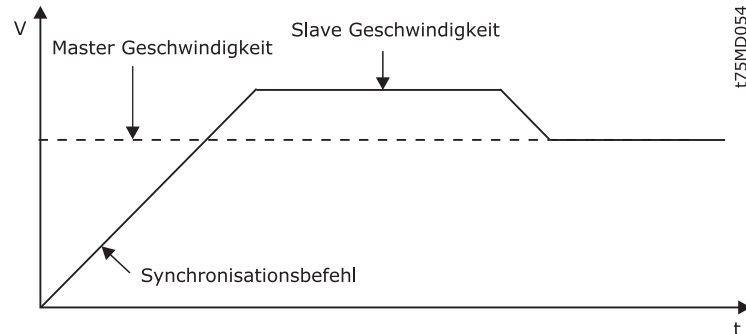 V
Slave Geschwindigkeit
Master Geschwindigkeit
Synchronisationsbefehl
t
t75MD054